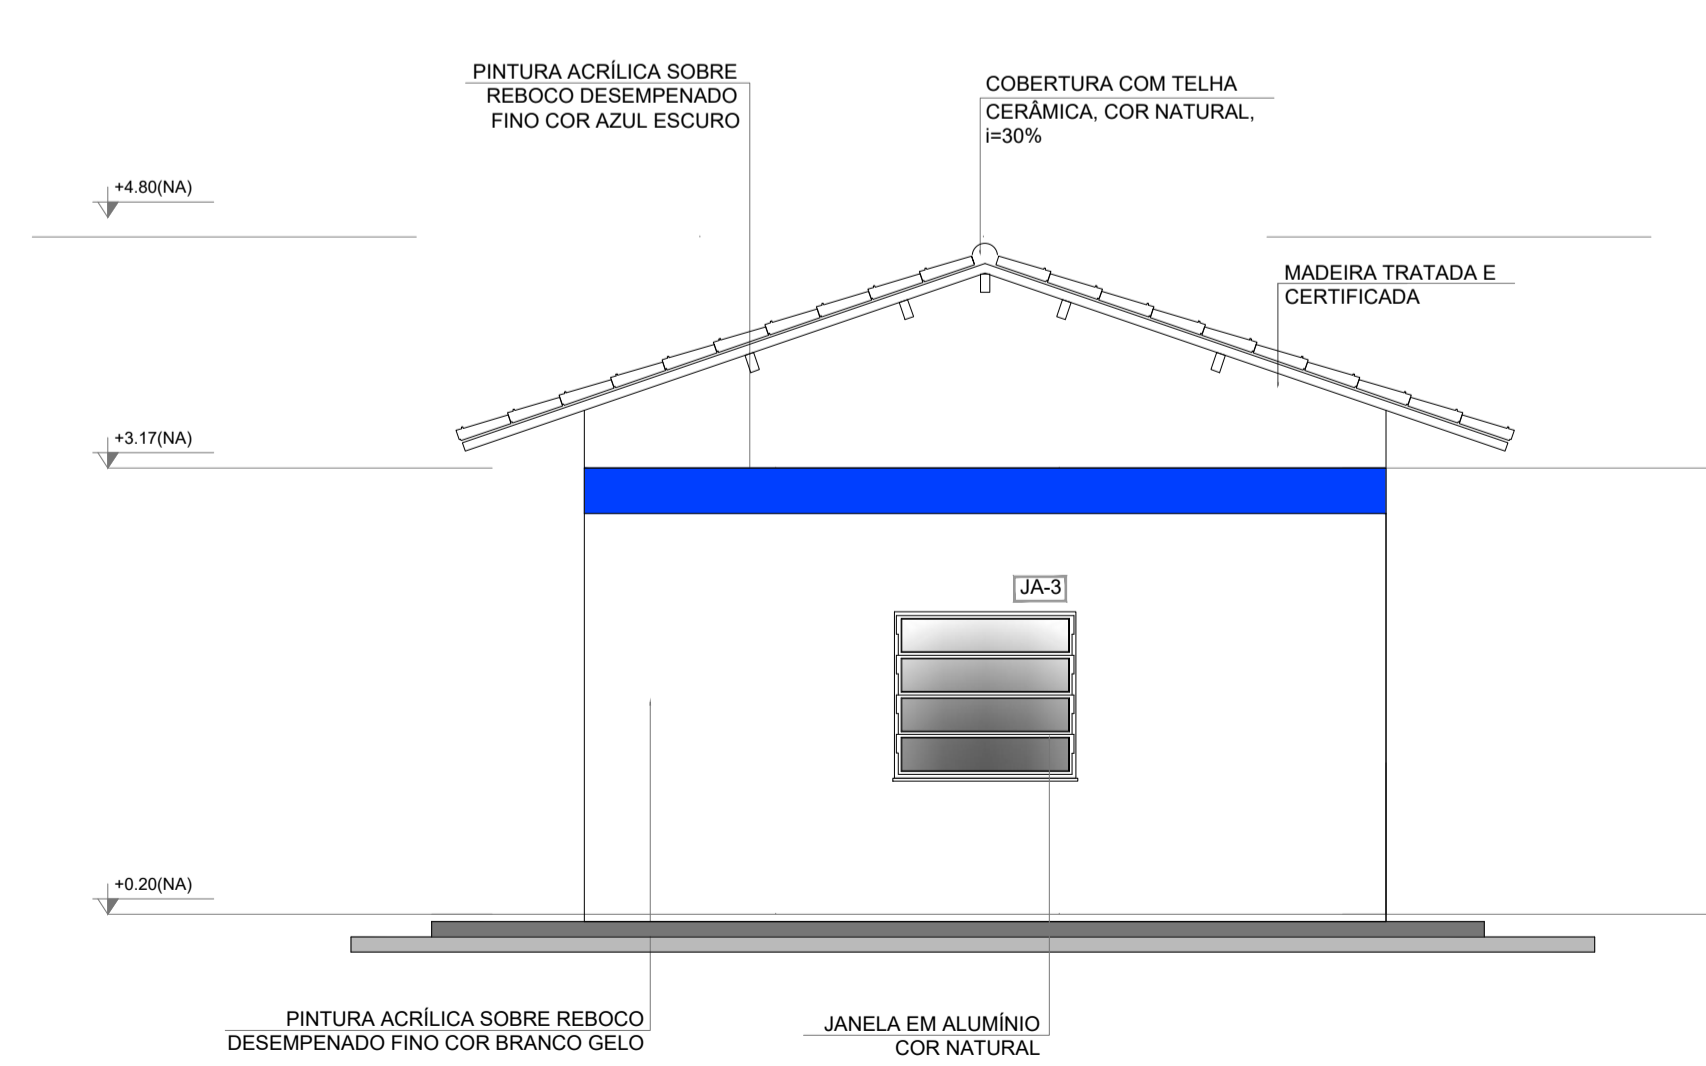 PINTURA ACRÍLICA SOBRE
REBOCO DESEMPENADO
FINO COR AZUL ESCURO
COBERTURA COM TELHA
CERÂMICA, COR NATURAL,
i=30%
+4.80(NA)
MADEIRA TRATADA E
CERTIFICADA
+3.17(NA)
JA-3
+0.20(NA)
PINTURA ACRÍLICA SOBRE REBOCO
DESEMPENADO FINO COR BRANCO GELO
JANELA EM ALUMÍNIO
COR NATURAL